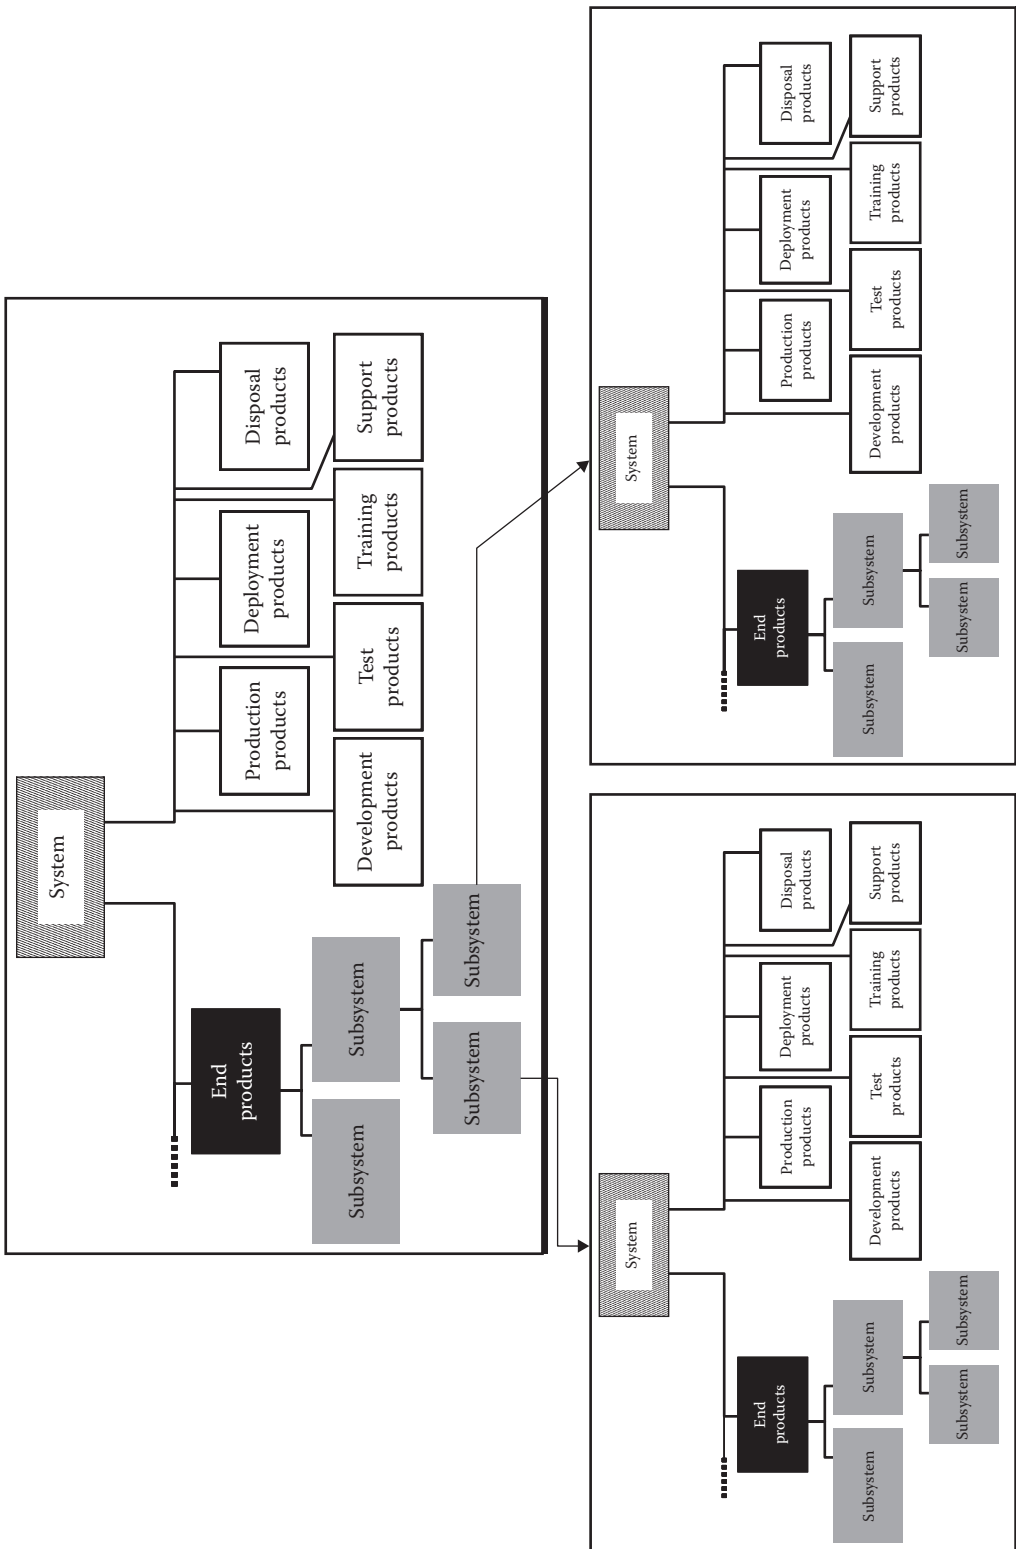 System
End
products
Subsystem
Subsystem
Subsystem
Subsystem
Production
products
Deployment
products
Disposal
products
Development
products
Test
products
Training
products
Support
products
System
End
products
Subsystem
Subsystem
Subsystem
Subsystem
Production
products
Deployment
products
Disposal
products
Development
products
Test
products
Training
products
Support
products
System
End
products
Subsystem
Subsystem
Subsystem
Subsystem
Production
products
Deployment
products
Disposal
products
Development
products
Test
products
Training
products
Support
products